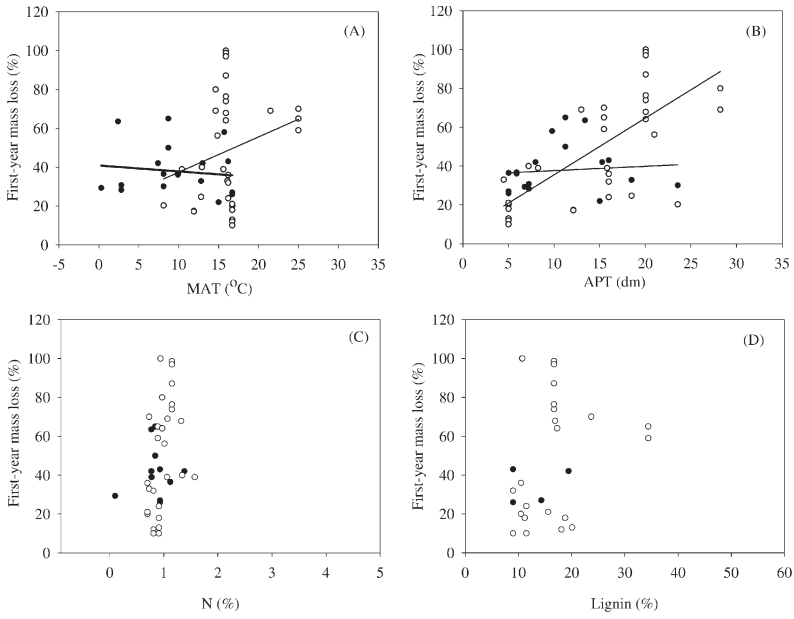 (A)
First-year mass loss (%)
120
100
80
60
40
20
0
-5 0 5 10 15 20 25 30 35
MAT (ºC)
(B)
First-year mass loss (%)
120
100
80
60
40
20
0
0 5 10 15 20 25 30 35
APT (dm)
(C)
First-year mass loss (%)
120
100
80
60
40
20
0
0 1 2 3 4 5
N (%)
(D)
First-year mass loss (%)
120
100
80
60
40
20
0
0 10 20 30 40 50 60
Lignin (%)